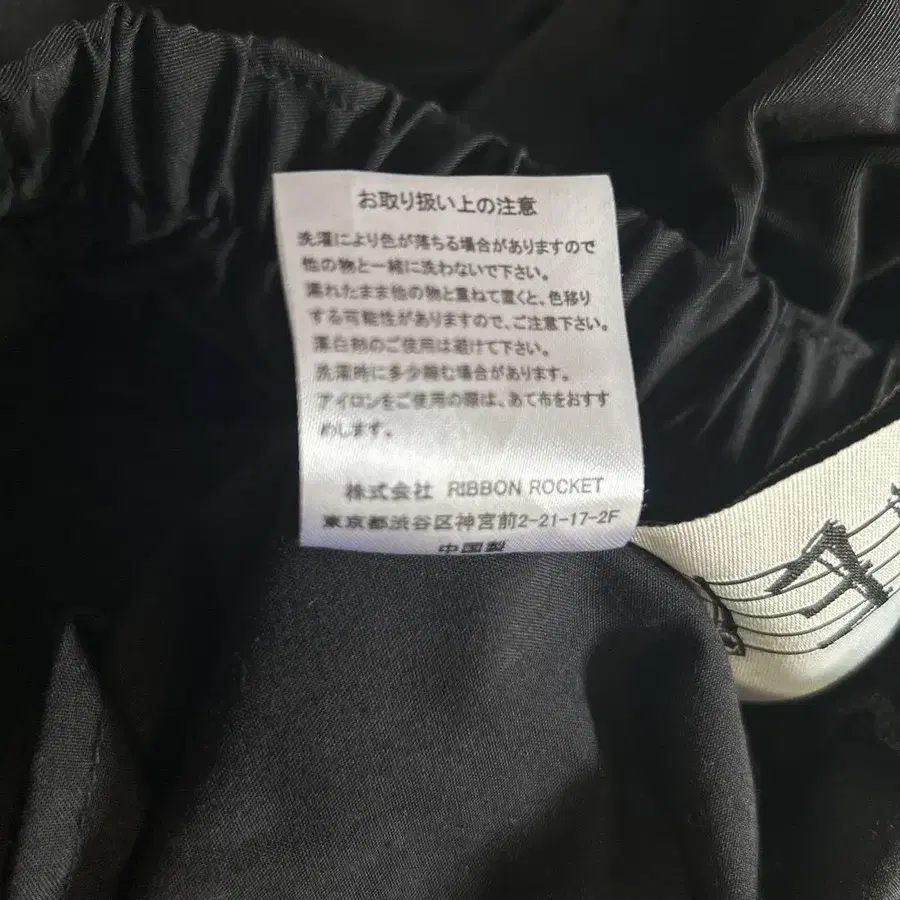 お取り扱い上の注意
洗濯により色が落ちる場合がありますので
他の物と一緒に洗わないで下さい。
濡れたまま他の物と重ねて置くと、色移り
する可能性がありますので、ご注意下さい。
漂白剤のご使用は避けて下さい。
洗濯時に多少縮む場合があります。
アイロンをご使用の際は、あて布をおすす
めします。
株式会社 RIBBON ROCKET
東京都渋谷区神宮前2-21-17-2F
中国製